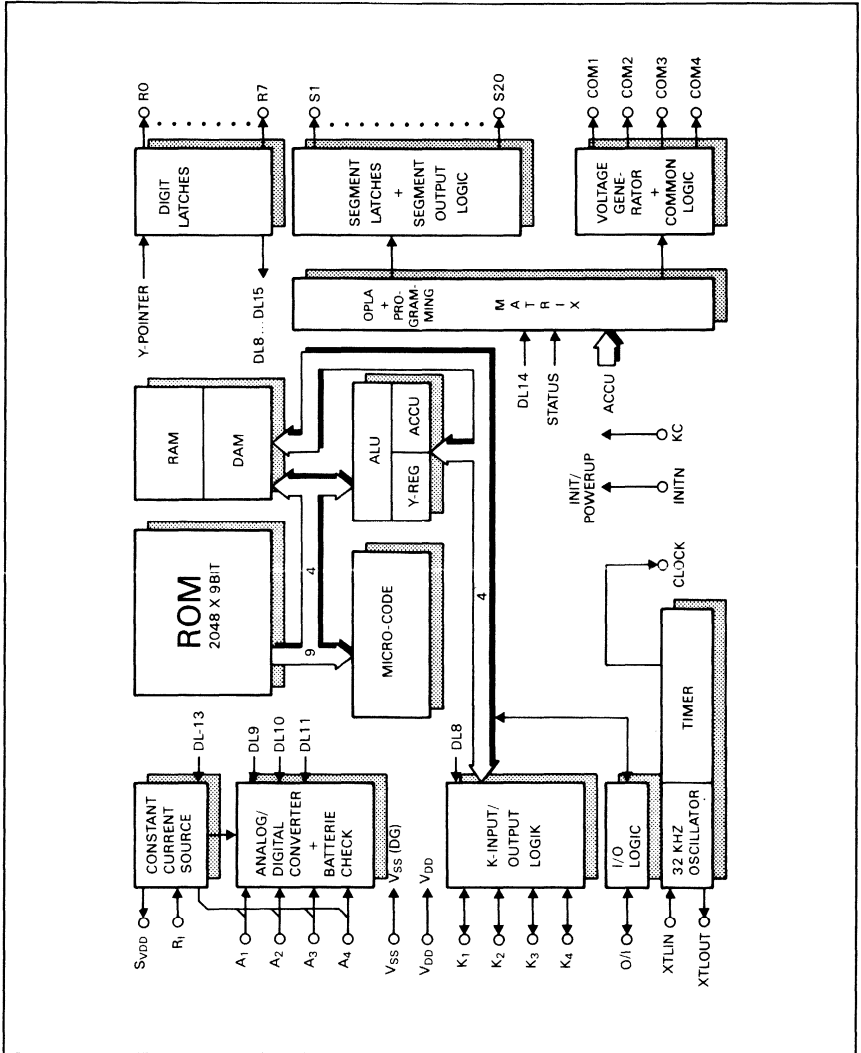 SVDD
RI
CONSTANT
CURRENT
SOURCE
DL-13
A1
A2
A3
A4
ANALOG/
DIGITAL
CONVERTER
+
BATTERIE
CHECK
DL9
DL10
DL11
VSS
VSS (DG)
VDD
VDD
K1
K2
K3
K4
K-INPUT/
OUTPUT
LOGIK
DL8
O/I
I/O
LOGIC
XTLIN
XTLOUT
32 KHZ
OSCILLATOR
TIMER
ROM
2048 X 9BIT
9
4
MICRO-CODE
4
CLOCK
RAM
DAM
ALU
Y-REG
ACCU
INIT/
POWERUP
INITN
KC
Y-POINTER
DIGIT
LATCHES
R0
R7
DL8 ... DL15
SEGMENT
LATCHES
+
SEGMENT
OUTPUT
LOGIC
S1
S20
OPLA
+
PRO-
GRAM-
MING
MATRIX
DL14
STATUS
ACCU
VOLTAGE
GENE-
RATOR
+
COMMON
LOGIC
COM1
COM2
COM3
COM4